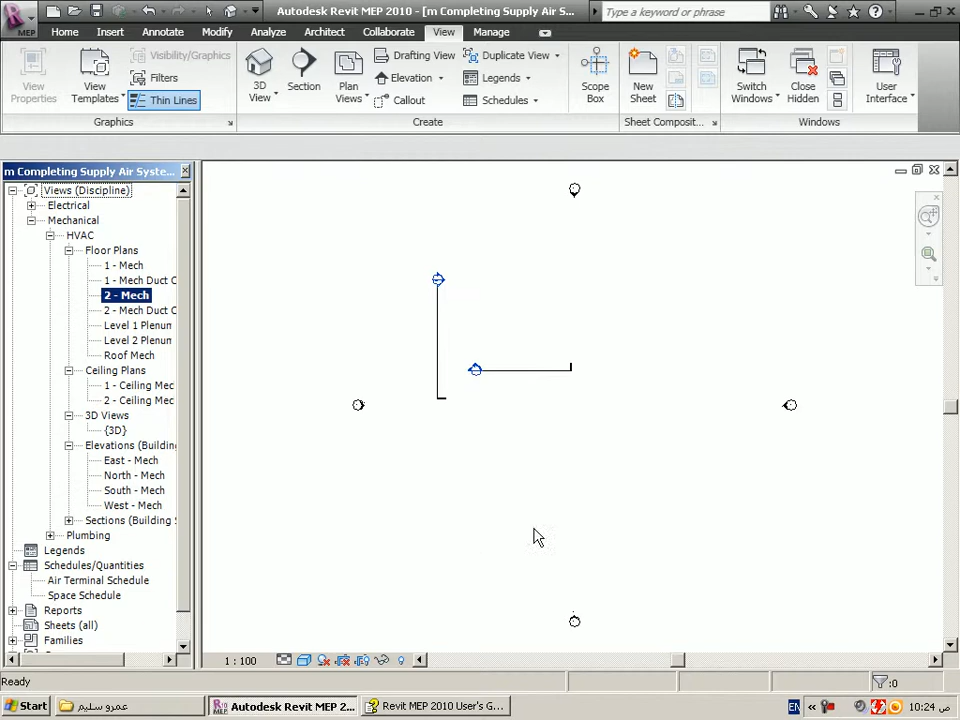 Autodesk Revit MEP 2010 - [m Completing Supply Air S...
Type a keyword or phrase
MEP
Home Insert Annotate Modify Analyze Architect Collaborate View Manage
View Properties
View Templates
Visibility/Graphics
Filters
Thin Lines
3D View
Section
Plan Views
Drafting View
Elevation
Callout
Duplicate View
Legends
Schedules
Scope Box
New Sheet
Switch Windows
Close Hidden
User Interface
Graphics Create Sheet Composit... Windows
m Completing Supply Air Syste...
Views (Discipline)
Electrical
Mechanical
HVAC
Floor Plans
1 - Mech
1 - Mech Duct C
2 - Mech
2 - Mech Duct C
Level 1 Plenum
Level 2 Plenum
Roof Mech
Ceiling Plans
1 - Ceiling Mec
2 - Ceiling Mec
3D Views
{3D}
Elevations (Building
East - Mech
North - Mech
South - Mech
West - Mech
Sections (Building S
Plumbing
Legends
Schedules/Quantities
Air Terminal Schedule
Space Schedule
Reports
Sheets (all)
Families
1 : 100
Ready
:0
Start
عمرو سليم
Autodesk Revit MEP 2...
Revit MEP 2010 User's G...
EN
10:24 ص